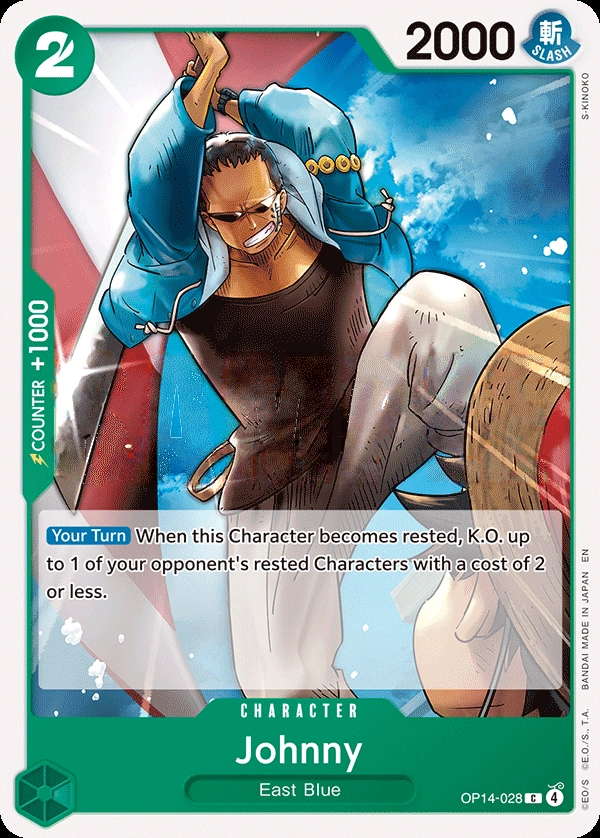 2
2000
斬
SLASH
S-KINOKO
COUNTER +1000
Your Turn When this Character becomes rested, K.O. up
to 1 of your opponent's rested Characters with a cost of 2
or less.
CHARACTER
Johnny
East Blue
OP14-028 C 4
©EO/S ©E.O./S., T.A. BANDAI MADE IN JAPAN EN